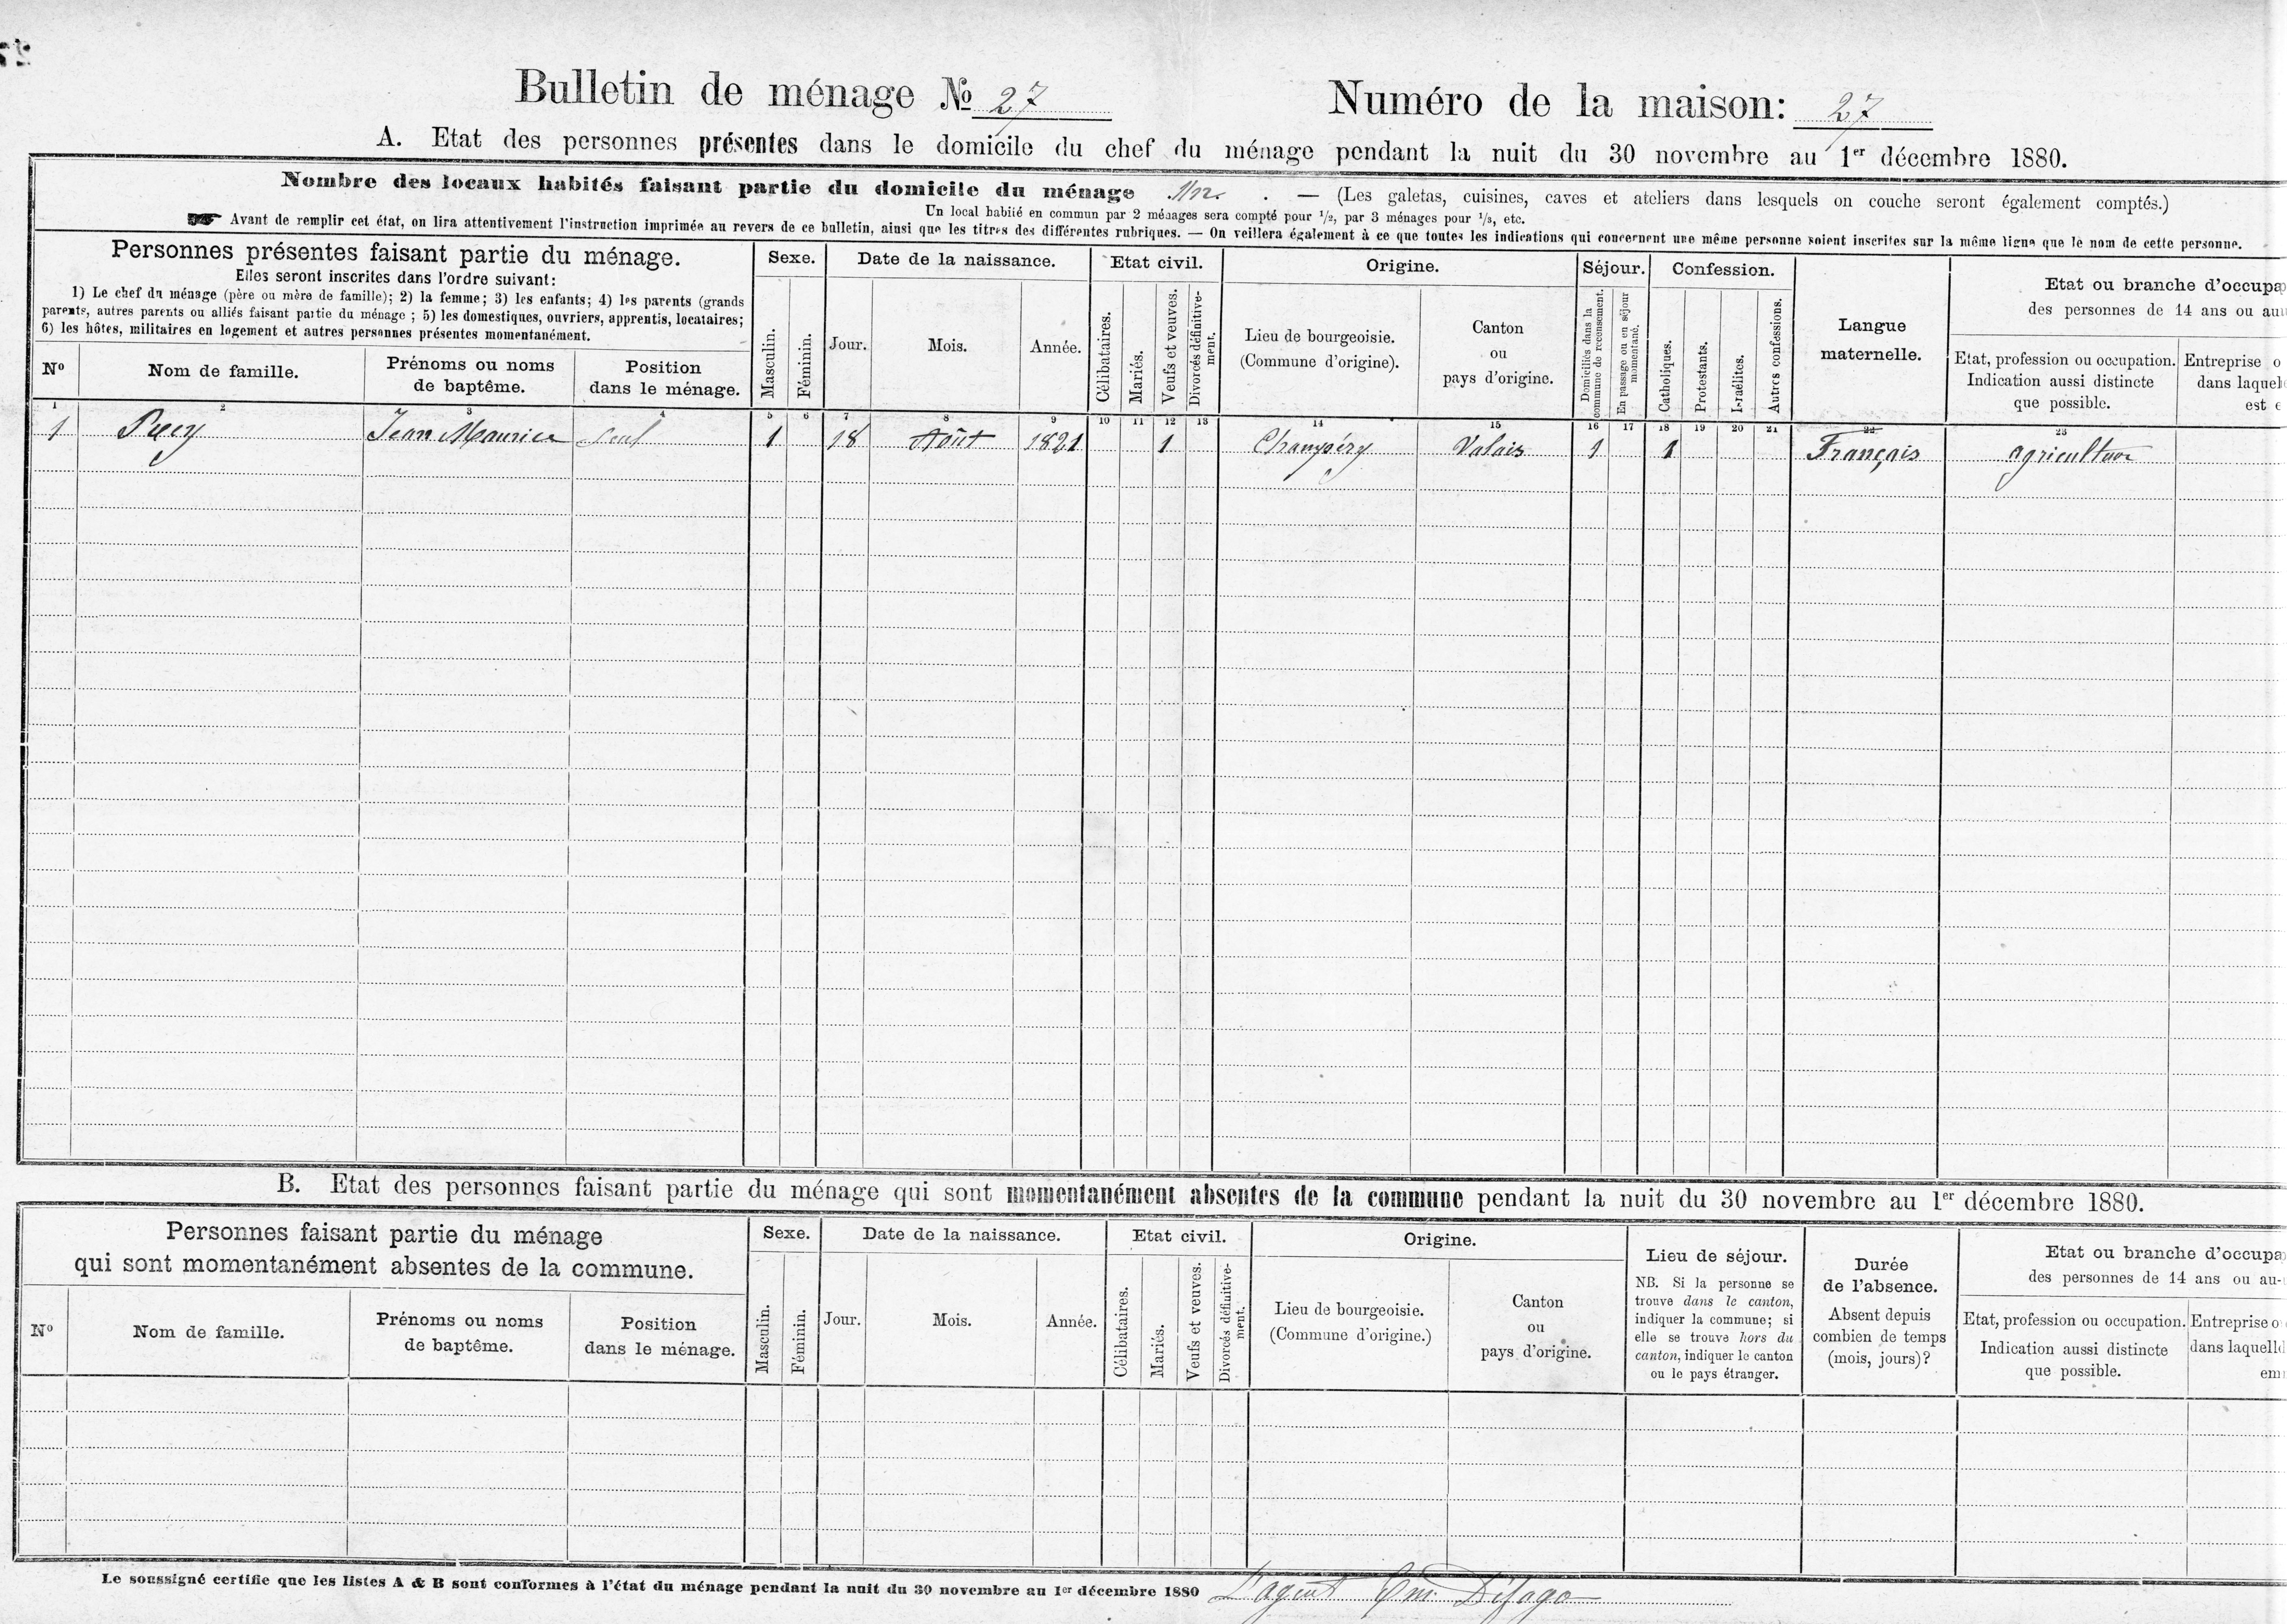 Bulletin de ménage № 27
Numéro de la maison: 27
A. Etat des personnes présentes dans le domicile du chef du ménage pendant la nuit du 30 novembre au 1er décembre 1880.
Nombre des locaux habités faisant partie du domicile du ménage . — (Les galetas, cuisines, caves et ateliers dans lesquels on couche seront également comptés.)
Un local habité en commun par 2 ménages sera compté pour 1/2, par 3 ménages pour 1/3, etc.
Avant de remplir cet état, on lira attentivement l'instruction imprimée au revers de ce bulletin, ainsi que les titres des différentes rubriques. — On veillera également à ce que toutes les indications qui concernent une même personne soient inscrites sur la même ligne que le nom de cette personne.
Personnes présentes faisant partie du ménage.
Elles seront inscrites dans l'ordre suivant:
1) Le chef du ménage (père ou mère de famille); 2) la femme; 3) les enfants; 4) les parents (grands
parents, autres parents ou alliés faisant partie du ménage ; 5) les domestiques, ouvriers, apprentis, locataires;
6) les hôtes, militaires en logement et autres personnes présentes momentanément.
No
Nom de famille.
Prénoms ou noms
de baptême.
Position
dans le ménage.
Sexe.
Masculin.
Féminin.
Date de la naissance.
Jour.
Mois.
Année.
Etat civil.
Célibataires.
Mariés.
Veufs et veuves.
Divorcés définitive-
ment.
Origine.
Lieu de bourgeoisie.
(Commune d'origine).
Canton
ou
pays d'origine.
Séjour.
Domiciliés dans la
commune de recensement.
En passage ou en séjour
momentané.
Confession.
Catholiques.
Protestants.
Israélites.
Autres confessions.
Langue
maternelle.
Etat ou branche d'occupa
des personnes de 14 ans ou au
Etat, profession ou occupation.
Indication aussi distincte
que possible.
Entreprise o
dans laquel
est e
1 2 3 4 5 6 7 8 9 10 11 12 13 14 15 16 17 18 19 20 21 22 23
1 Jean Maurice Seul 1 18 Août 1821 1 Champéry Valais 1 1 Français agriculteur
B. Etat des personnes faisant partie du ménage qui sont momentanément absentes de la commune pendant la nuit du 30 novembre au 1er décembre 1880.
Personnes faisant partie du ménage
qui sont momentanément absentes de la commune.
No
Nom de famille.
Prénoms ou noms
de baptême.
Position
dans le ménage.
Sexe.
Masculin.
Féminin.
Date de la naissance.
Jour.
Mois.
Année.
Etat civil.
Célibataires.
Mariés.
Veufs et veuves.
Divorcés définitive-
ment.
Origine.
Lieu de bourgeoisie.
(Commune d'origine.)
Canton
ou
pays d'origine.
Lieu de séjour.
NB. Si la personne se
trouve dans le canton,
indiquer la commune; si
elle se trouve hors du
canton, indiquer le canton
ou le pays étranger.
Durée
de l'absence.
Absent depuis
combien de temps
(mois, jours)?
Etat ou branche d'occupa
des personnes de 14 ans ou au-
Etat, profession ou occupation.
Indication aussi distincte
que possible.
Entreprise o
dans laquell
em
Le soussigné certifie que les listes A & B sont conformes à l'état du ménage pendant la nuit du 30 novembre au 1er décembre 1880 L'agent Em. Défago